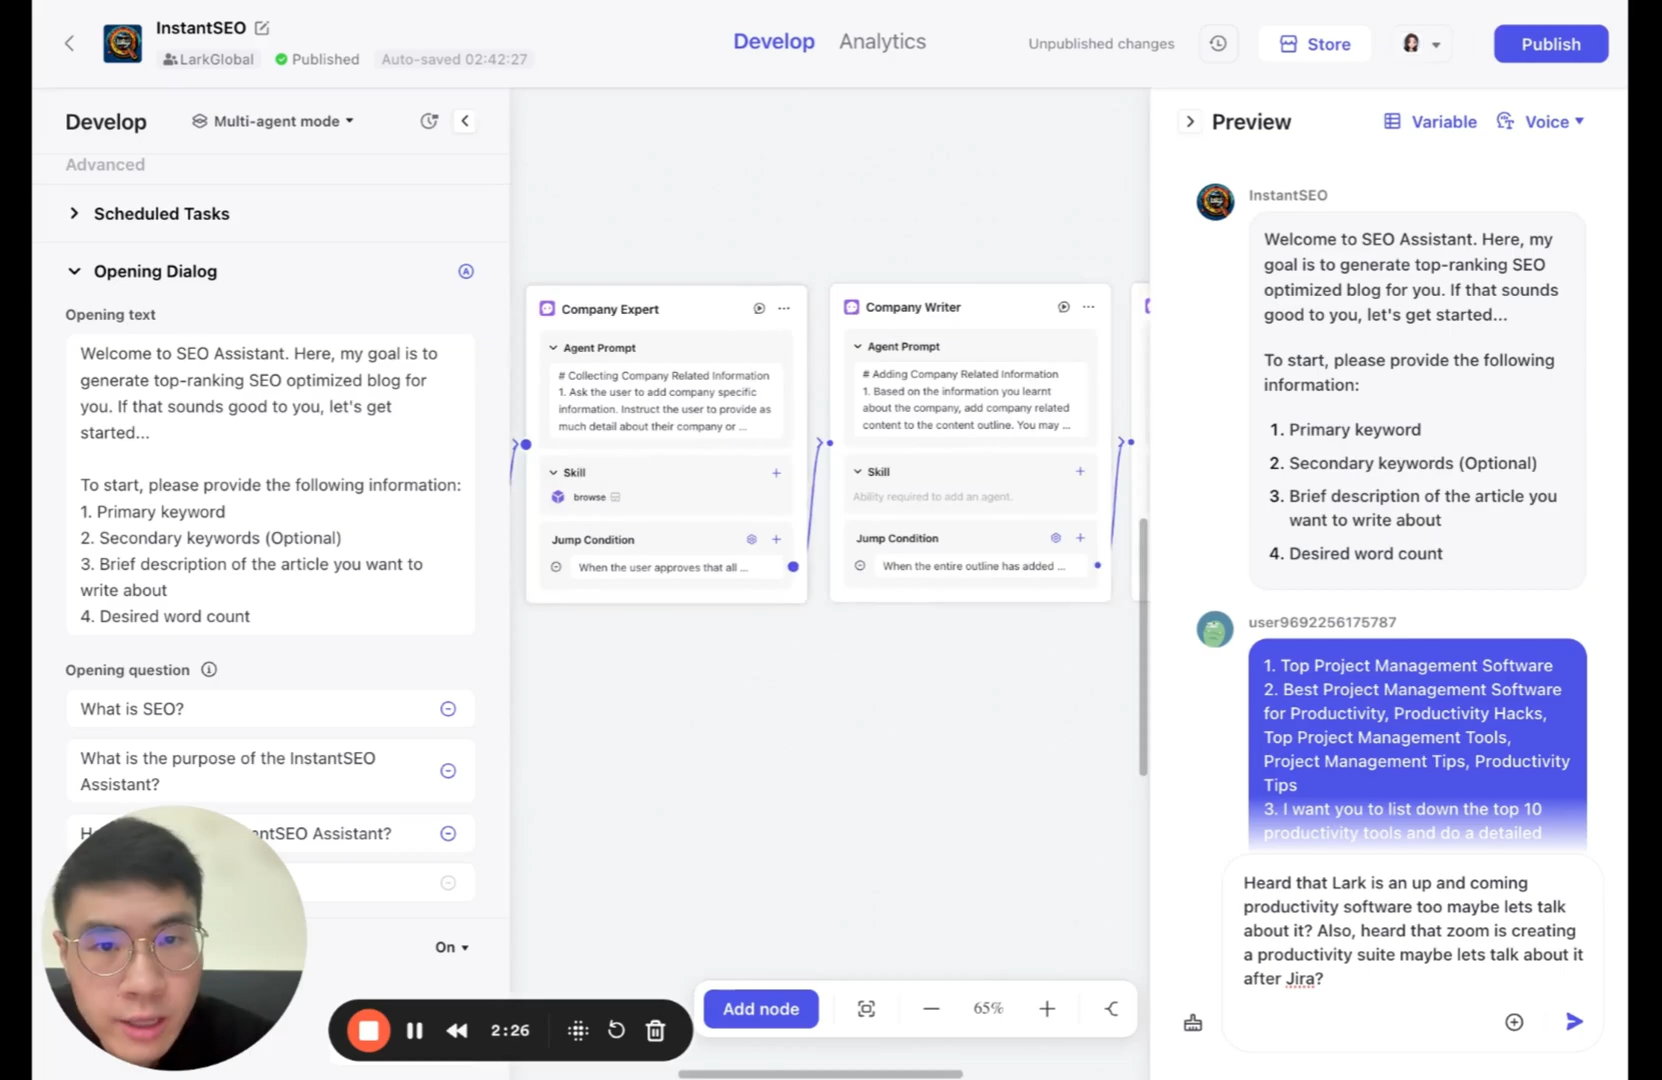 InstantSEO
LarkGlobal
Published
Auto-saved 02:42:27
Develop
Analytics
Unpublished changes
Store
Publish
Develop
Multi-agent mode
Advanced
Scheduled Tasks
Opening Dialog
Opening text
Welcome to SEO Assistant. Here, my goal is to
generate top-ranking SEO optimized blog for
you. If that sounds good to you, let's get
started...
To start, please provide the following information:
1. Primary keyword
2. Secondary keywords (Optional)
3. Brief description of the article you want to
write about
4. Desired word count
Opening question
What is SEO?
What is the purpose of the InstantSEO
Assistant?
ntSEO Assistant?
On
2:26
Company Expert
Agent Prompt
# Collecting Company Related Information
1. Ask the user to add company specific
information. Instruct the user to provide as
much detail about their company or ...
Skill
browse
Jump Condition
When the user approves that all ...
Company Writer
Agent Prompt
# Adding Company Related Information
1. Based on the information you learnt
about the company, add company related
content to the content outline. You may ...
Skill
Ability required to add an agent.
Jump Condition
When the entire outline has added ...
Add node
65%
Preview
Variable
Voice
InstantSEO
Welcome to SEO Assistant. Here, my
goal is to generate top-ranking SEO
optimized blog for you. If that sounds
good to you, let's get started...
To start, please provide the following
information:
1. Primary keyword
2. Secondary keywords (Optional)
3. Brief description of the article you
want to write about
4. Desired word count
user9692256175787
1. Top Project Management Software
2. Best Project Management Software
for Productivity, Productivity Hacks,
Top Project Management Tools,
Project Management Tips, Productivity
Tips
3. I want you to list down the top 10
productivity tools and do a detailed
Heard that Lark is an up and coming
productivity software too maybe lets talk
about it? Also, heard that zoom is creating
a productivity suite maybe lets talk about it
after Jira?